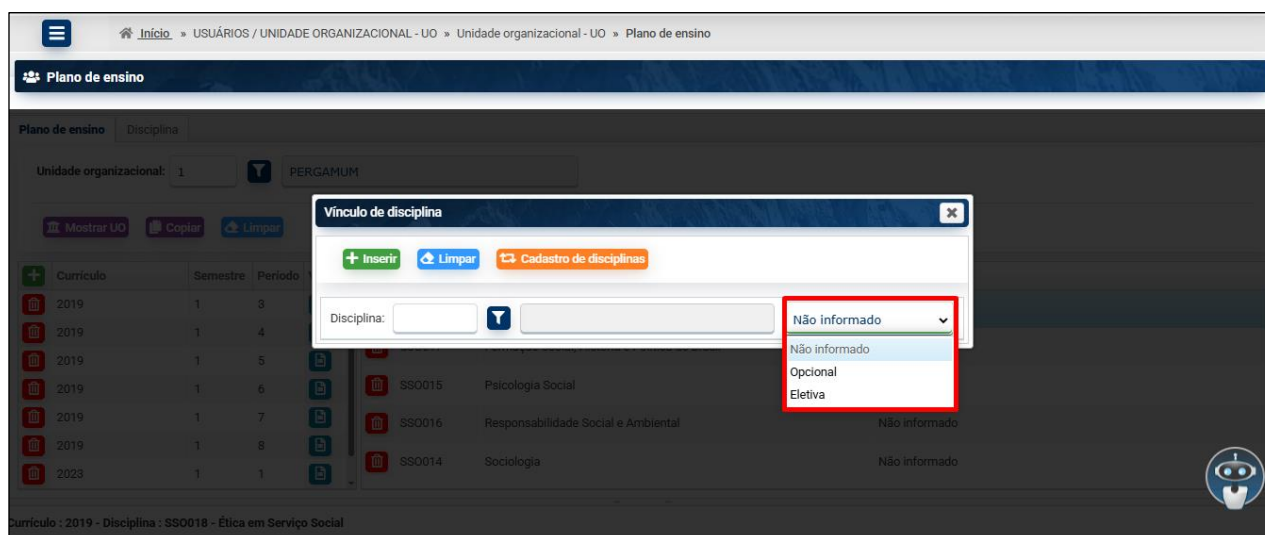 Início » USUÁRIOS / UNIDADE ORGANIZACIONAL - UO » Unidade organizacional - UO » Plano de ensino
Plano de ensino
Plano de ensino Disciplina
Unidade organizacional: 1 PERGAMUM
Mostrar UO Copiar Limpar
Vínculo de disciplina
Inserir Limpar Cadastro de disciplinas
Disciplina: Não informado
Não informado
Opcional
Eletiva
Currículo Semestre Período
2019 1 3
2019 1 4
2019 1 5
2019 1 6
2019 1 7
2019 1 8
2023 1 1
SSO015 Psicologia Social
SSO016 Responsabilidade Social e Ambiental Não informado
SSO014 Sociologia Não informado
Currículo : 2019 - Disciplina : SSO018 - Ética em Serviço Social